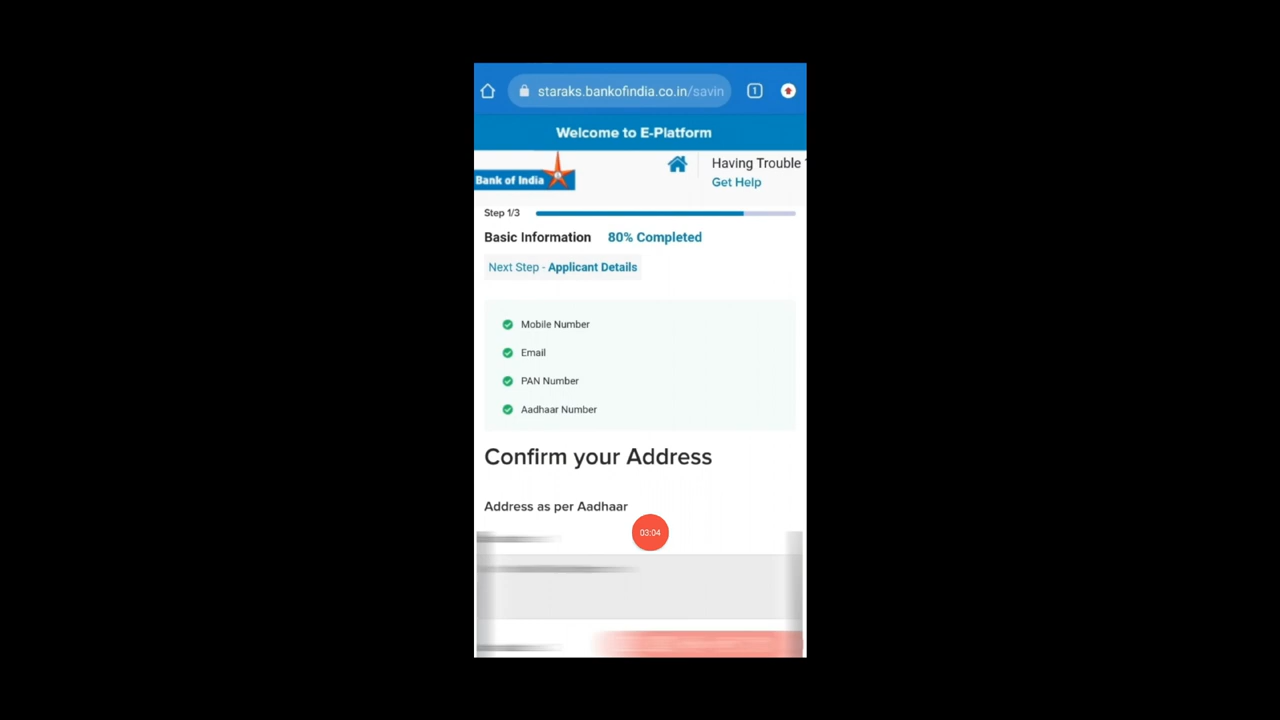 staraks.bankofindia.co.in/savin
1
Welcome to E-Platform
Having Trouble ?
Get Help
Bank of India
Step 1/3
Basic Information 80% Completed
Next Step - Applicant Details
Mobile Number
Email
PAN Number
Aadhaar Number
Confirm your Address
Address as per Aadhaar
03:04